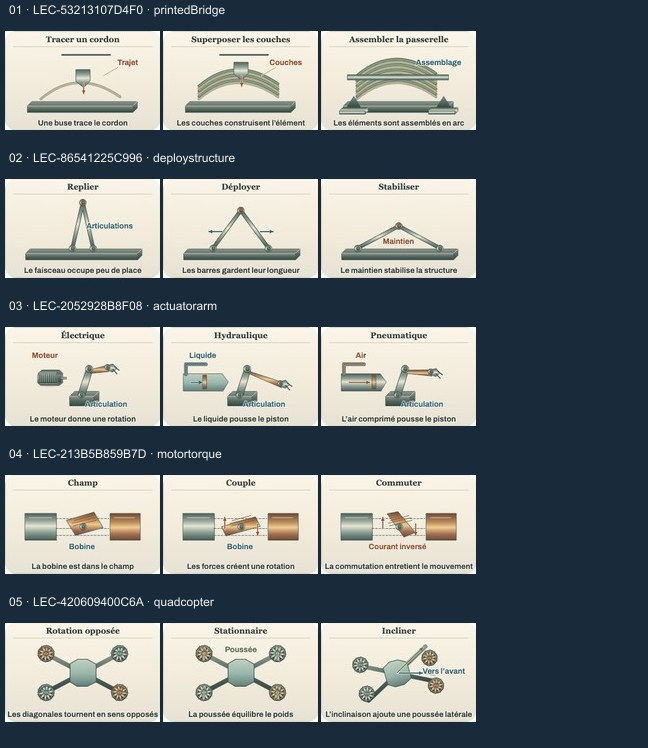 01 · LEC-53213107D4F0 · printedBridge
Tracer un cordon
Trajet
Une buse trace le cordon
Superposer les couches
Couches
Les couches construisent l'élément
Assembler la passerelle
Assemblage
Les éléments sont assemblés en arc
02 · LEC-86541225C996 · deploystructure
Replier
Articulations
Le faisceau occupe peu de place
Déployer
Les barres gardent leur longueur
Stabiliser
Maintien
Le maintien stabilise la structure
03 · LEC-2052928B8F08 · actuatorarm
Électrique
Moteur
Articulation
Le moteur donne une rotation
Hydraulique
Liquide
Articulation
Le liquide pousse le piston
Pneumatique
Air
Articulation
L'air comprimé pousse le piston
04 · LEC-213B5B859B7D · motortorque
Champ
Bobine
La bobine est dans le champ
Couple
Bobine
Les forces créent une rotation
Commuter
Courant inversé
La commutation entretient le mouvement
05 · LEC-420609400C6A · quadcopter
Rotation opposée
Les diagonales tournent en sens opposés
Stationnaire
Poussée
La poussée équilibre le poids
Incliner
Vers l'avant
L'inclinaison ajoute une poussée latérale